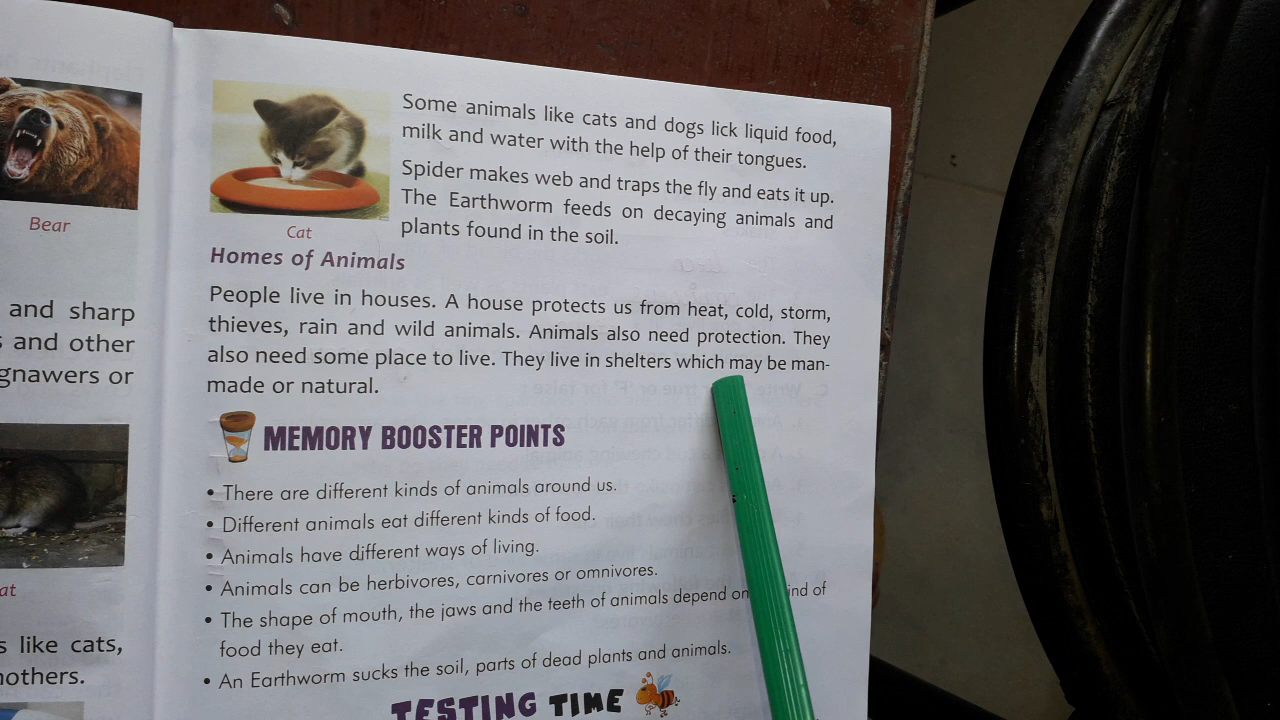 Bear
and sharp
and other
gnawers or
at
like cats,
Cat
Some animals like cats and dogs lick liquid food,
milk and water with the help of their tongues.
Spider makes web and traps the fly and eats it up.
The Earthworm feeds on decaying animals and
plants found in the soil.
Homes of Animals
People live in houses. A house protects us from heat, cold, storm,
thieves, rain and wild animals. Animals also need protection. They
also need some place to live. They live in shelters which may be man-
made or natural.
MEMORY BOOSTER POINTS
• There are different kinds of animals around us.
• Different animals eat different kinds of food.
• Animals have different ways of living.
• Animals can be herbivores, carnivores or omnivores.
• The shape of mouth, the jaws and the teeth of animals depend on ind of
food they eat.
• An Earthworm sucks the soil, parts of dead plants and animals.
TESTING TIME